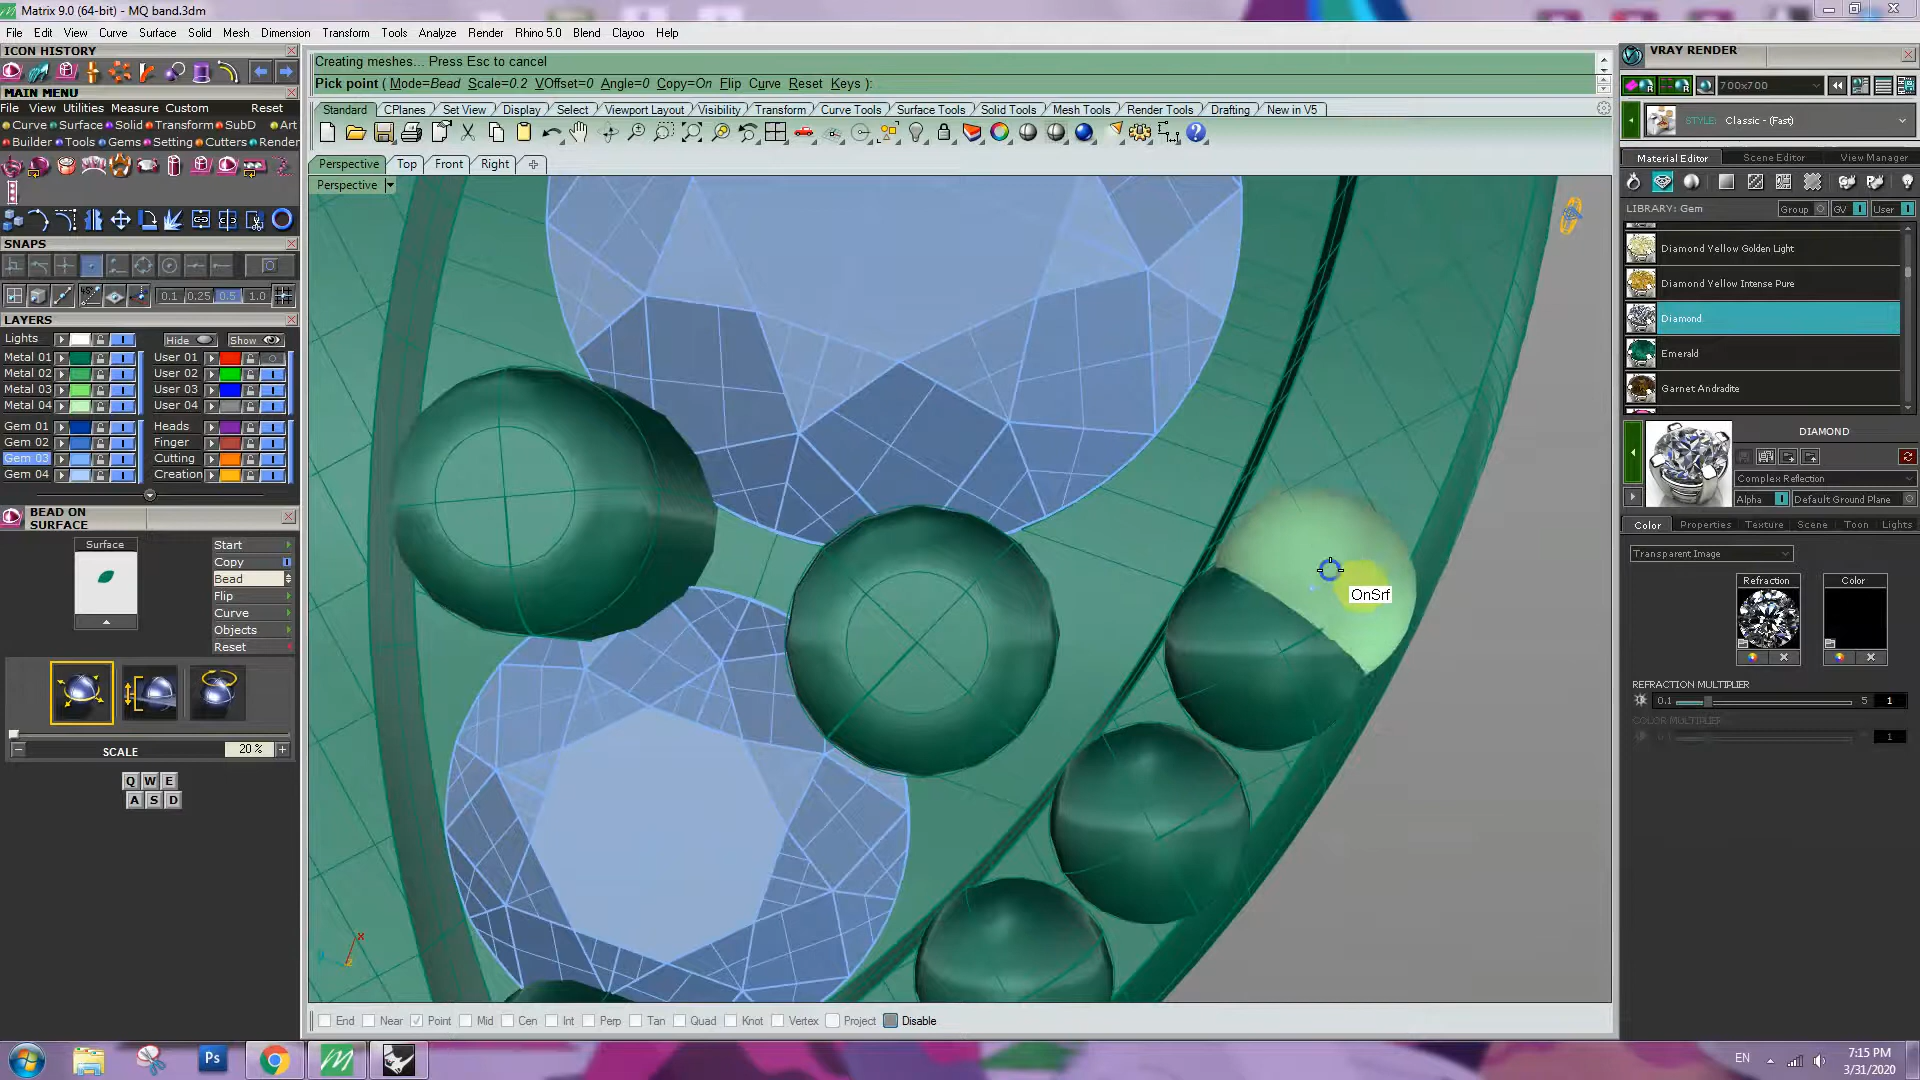 Matrix 9.0 (64-bit) - MQ band.3dm
File Edit View Curve Surface Solid Mesh Dimension Transform Tools Analyze Render Rhino 5.0 Blend Clayoo Help
ICON HISTORY
MAIN MENU
File View Utilities Measure Custom Reset
Curve Surface Solid Transform SubD Art
Builder Tools Gems Setting Cutters Render
SNAPS
0.1 0.25 0.5 1.0
LAYERS
Lights Hide Show
Metal 01 User 01
Metal 02 User 02
Metal 03 User 03
Metal 04 User 04
Gem 01 Heads
Gem 02 Finger
Gem 03 Cutting
Gem 04 Creation
BEAD ON SURFACE
Surface
Start
Copy
Bead
Flip
Curve
Objects
Reset
SCALE 20 %
Q W E
A S D
Creating meshes... Press Esc to cancel
Pick point ( Mode=Bead Scale=0.2 VOffset=0 Angle=0 Copy=On Flip Curve Reset Keys ):
Standard CPlanes Set View Display Select Viewport Layout Visibility Transform Curve Tools Surface Tools Solid Tools Mesh Tools Render Tools Drafting New in V5
Perspective Top Front Right
Perspective
OnSrf
x
End Near Point Mid Cen Int Perp Tan Quad Knot Vertex Project Disable
VRAY RENDER
700x700
STYLE: Classic - (Fast)
Material Editor Scene Editor View Manager
LIBRARY: Gem Group GV User
Diamond Yellow Golden Light
Diamond Yellow Intense Pure
Diamond
Emerald
Garnet Andradite
DIAMOND
Complex Reflection
Alpha Default Ground Plane
Color Properties Texture Scene Toon Lights
Transparent Image
Refraction Color
REFRACTION MULTIPLIER
0.1 5 1
COLOR MULTIPLIER
1
Ps
EN
7:15 PM
3/31/2020